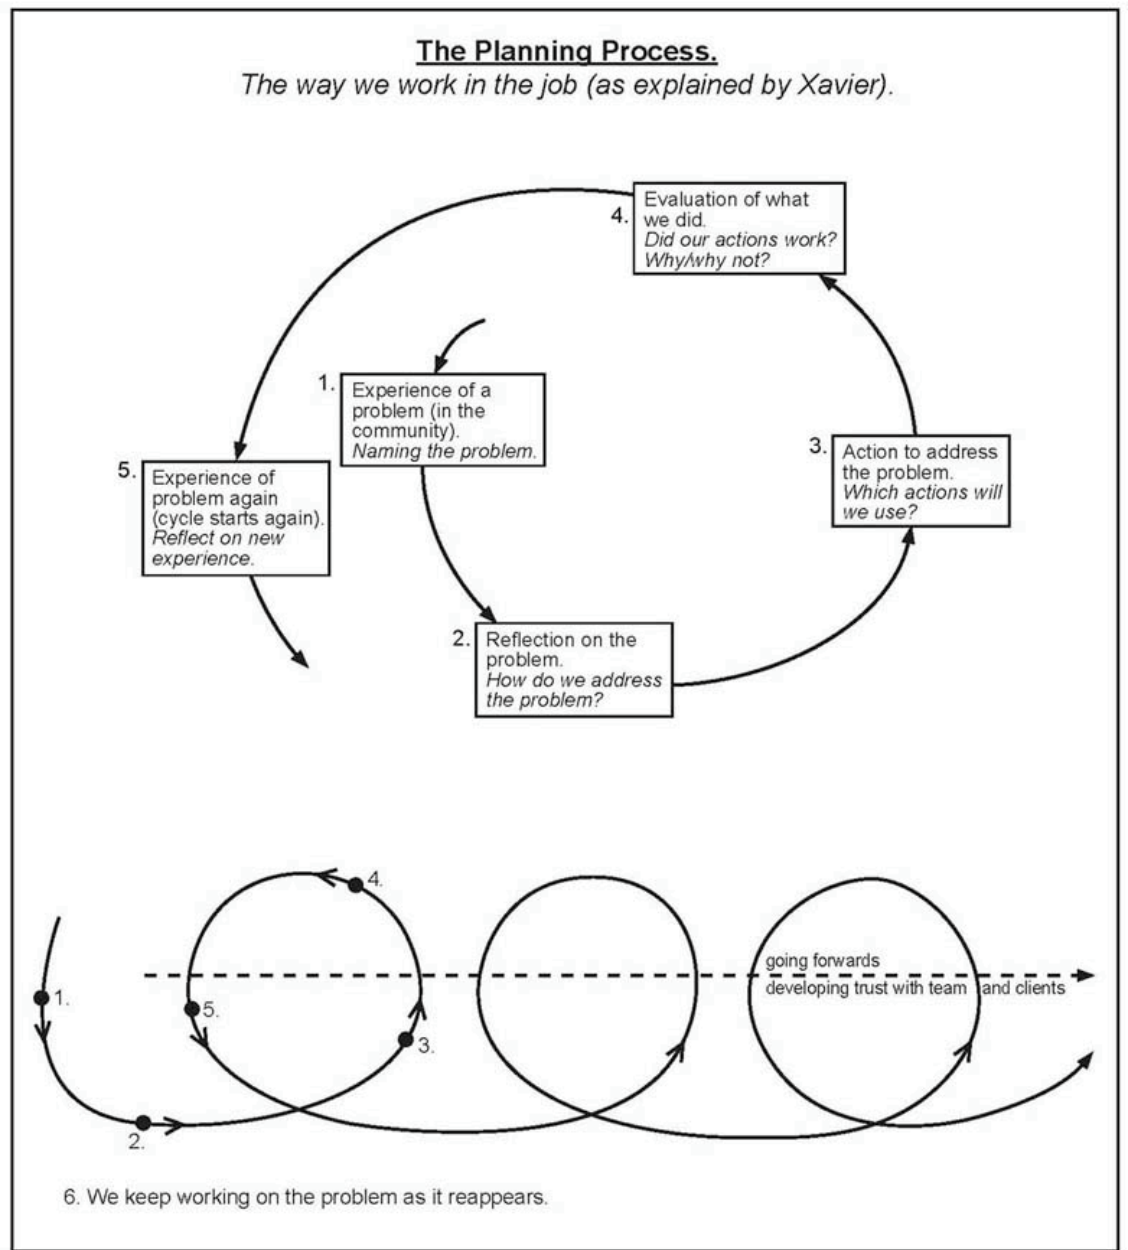 The Planning Process.
The way we work in the job (as explained by Xavier).
4.
Evaluation of what
we did.
Did our actions work?
Why/why not?
1.
Experience of a
problem (in the
community).
Naming the problem.
3.
Action to address
the problem.
Which actions will
we use?
5.
Experience of
problem again
(cycle starts again).
Reflect on new
experience.
2.
Reflection on the
problem.
How do we address
the problem?
4.
going forwards
developing trust with team and clients
1.
5.
3.
2.
6. We keep working on the problem as it reappears.